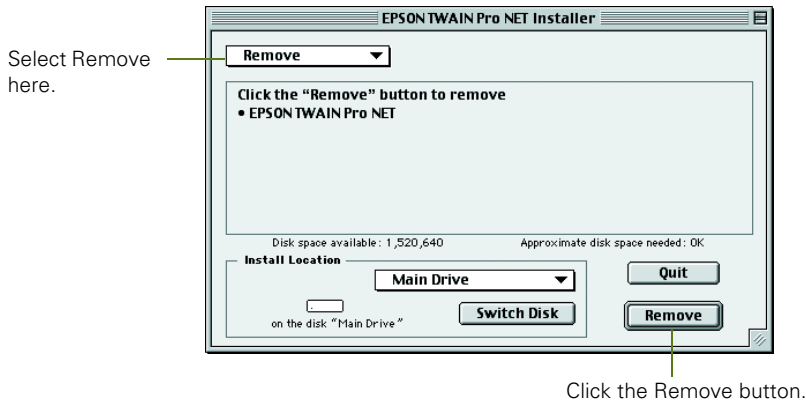 EPSON TWAIN Pro NET Installer
Select Remove
here.
Remove
Click the “Remove” button to remove
• EPSON TWAIN Pro NET
Disk space available: 1,520,640
Approximate disk space needed: 0K
Install Location
Main Drive
Quit
Switch Disk
on the disk “Main Drive”
Remove
Click the Remove button.